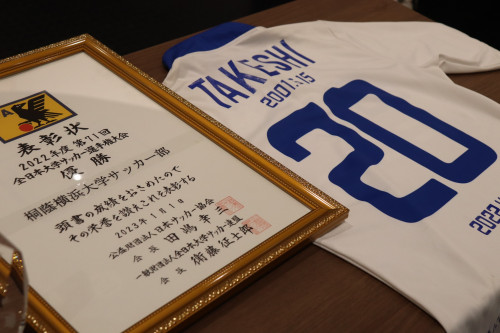 表彰状
2022年度 第71回
全日本大学サッカー選手権大会
優勝
桐蔭横浜大学サッカー部
頭書の成績をおさめたので
その栄誉を讃えこれを表彰する
2023年1月1日
公益財団法人日本サッカー協会
会長 田嶋幸三
一般財団法人全日本大学サッカー連盟
会長 衛藤征士郎
TAKESHI
2001.1.15
20
2022.1